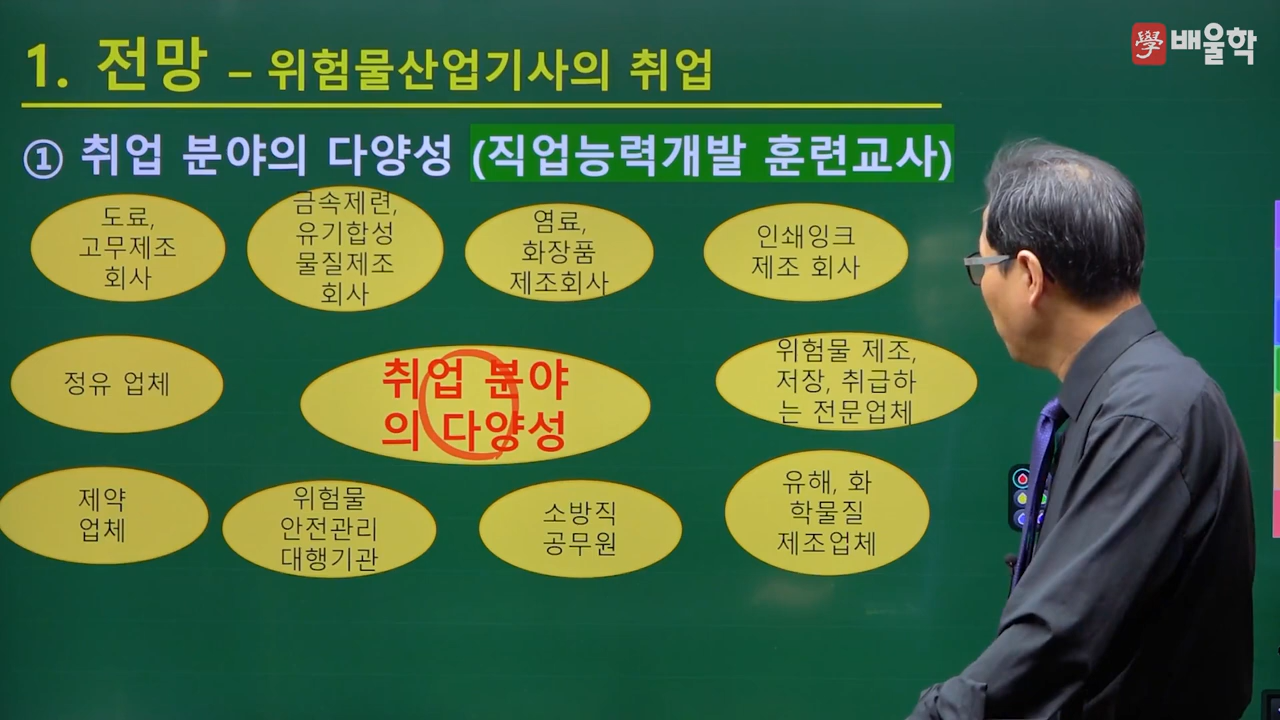 1. 전망 – 위험물산업기사의 취업
學 배울학
① 취업 분야의 다양성 (직업능력개발 훈련교사)
도료,
고무제조
회사
금속제련,
유기합성
물질제조
회사
염료,
화장품
제조회사
인쇄잉크
제조 회사
정유 업체
취업 분야
의 다양성
위험물 제조,
저장, 취급하
는 전문업체
제약
업체
위험물
안전관리
대행기관
소방직
공무원
유해, 화
학물질
제조업체